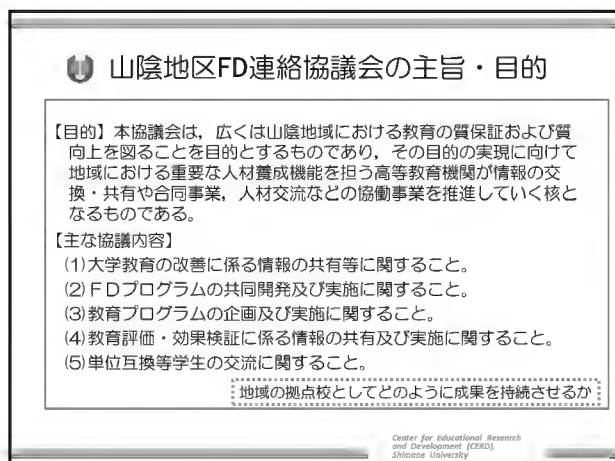 山陰地区FD連絡協議会の主旨・目的
【目的】本協議会は，広くは山陰地域における教育の質保証および質
向上を図ることを目的とするものであり，その目的の実現に向けて
地域における重要な人材養成機能を担う高等教育機関が情報の交
換・共有や合同事業，人材交流などの協働事業を推進していく核と
なるものである。
【主な協議内容】
(1)大学教育の改善に係る情報の共有等に関すること。
(2)ＦＤプログラムの共同開発及び実施に関すること。
(3)教育プログラムの企画及び実施に関すること。
(4)教育評価・効果検証に係る情報の共有及び実施に関すること。
(5)単位互換等学生の交流に関すること。
地域の拠点校としてどのように成果を持続させるか
Center for Educational Research
and Development (CERD),
Shimane University